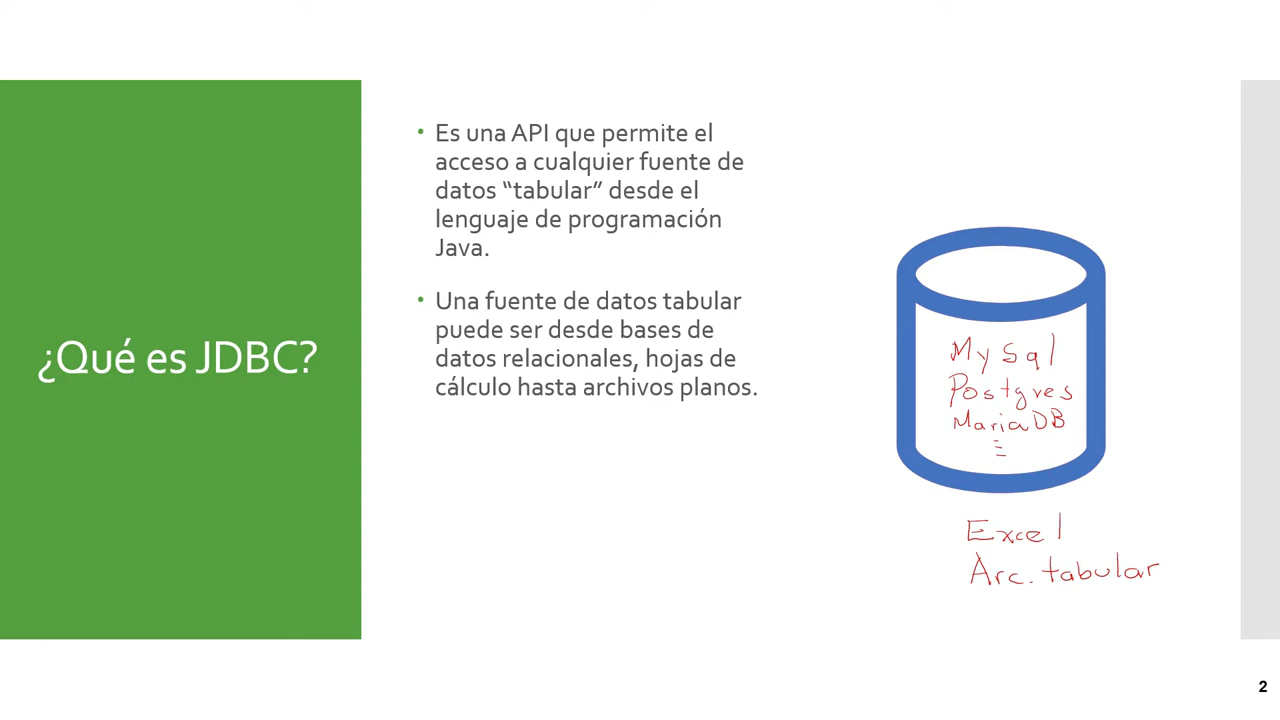 ¿Qué es JDBC?
• Es una API que permite el
acceso a cualquier fuente de
datos “tabular” desde el
lenguaje de programación
Java.
• Una fuente de datos tabular
puede ser desde bases de
datos relacionales, hojas de
cálculo hasta archivos planos.
MySql
Postgres
MariaDB
Excel
Arc. tabular
2